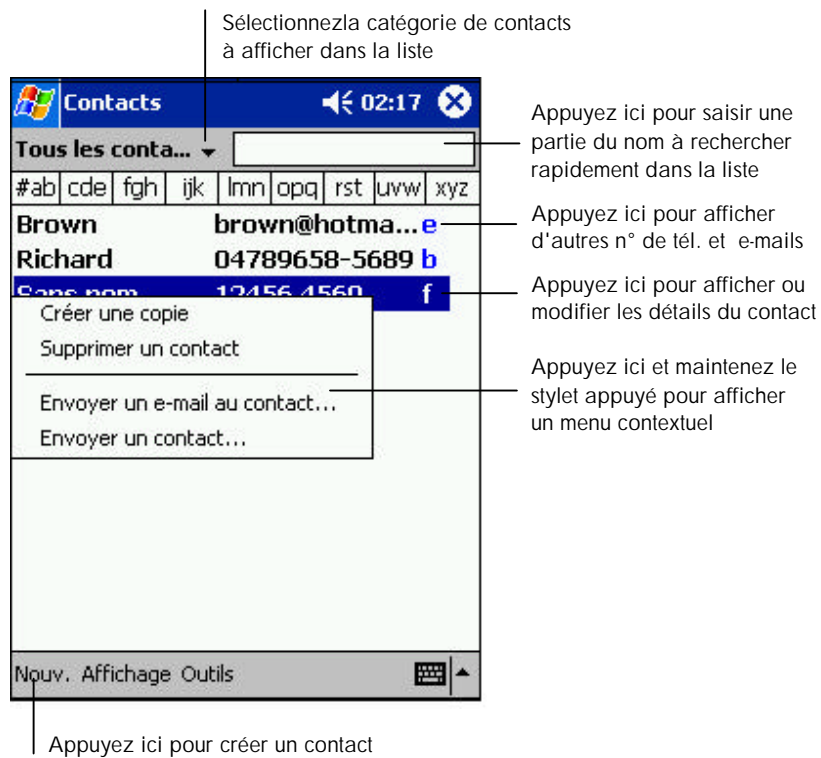 Sélectionnezla catégorie de contacts
à afficher dans la liste
Contacts 02:17
Tous les conta...
#ab cde fgh ijk lmn opq rst uvw xyz
Brown brown@hotma... e
Richard 04789658-5689 b
Sans nom 12456 4560 f
Créer une copie
Supprimer un contact
Envoyer un e-mail au contact...
Envoyer un contact...
Nouv. Affichage Outils
Appuyez ici pour saisir une
partie du nom à rechercher
rapidement dans la liste
Appuyez ici pour afficher
d'autres n° de tél. et e-mails
Appuyez ici pour afficher ou
modifier les détails du contact
Appuyez ici et maintenez le
stylet appuyé pour afficher
un menu contextuel
Appuyez ici pour créer un contact